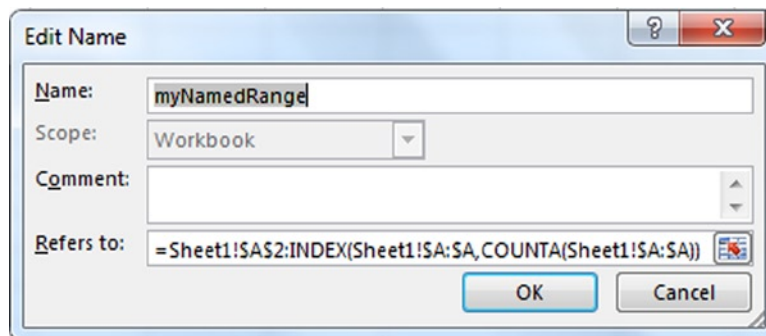 Edit Name
?
Name:
myNamedRange
Scope:
Workbook
Comment:
Refers to:
=Sheet1!$A$2:INDEX(Sheet1!$A:$A,COUNTA(Sheet1!$A:$A))
OK Cancel